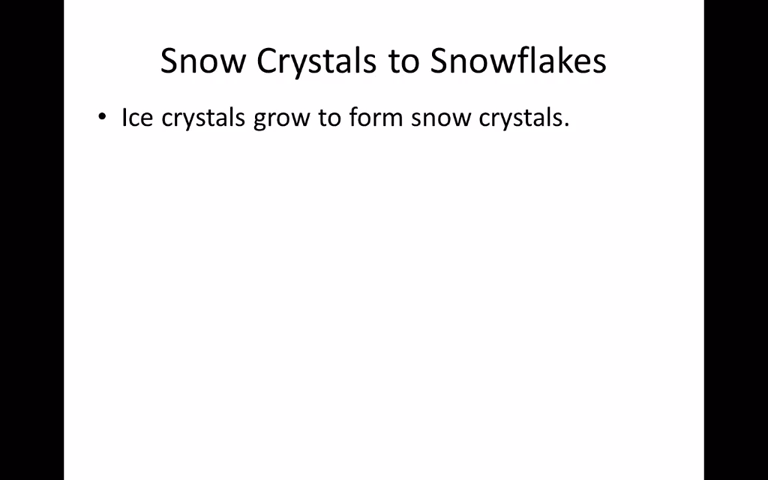 Snow Crystals to Snowflakes
• Ice crystals grow to form snow crystals.